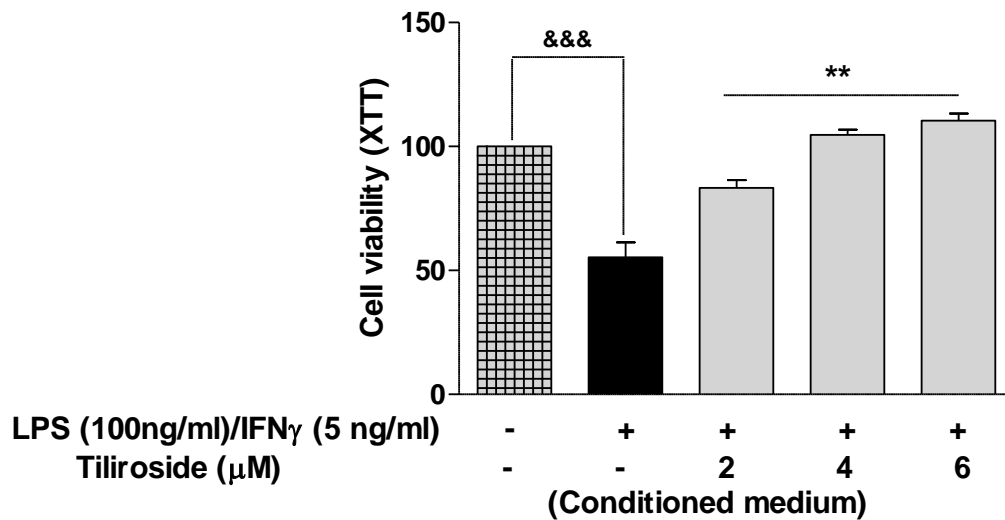 150
&&&
**
100
50
0
Cell viability (XTT)
LPS (100ng/ml)/IFNγ (5 ng/ml) - + + + +
Tiliroside (μM) - - 2 4 6
(Conditioned medium)